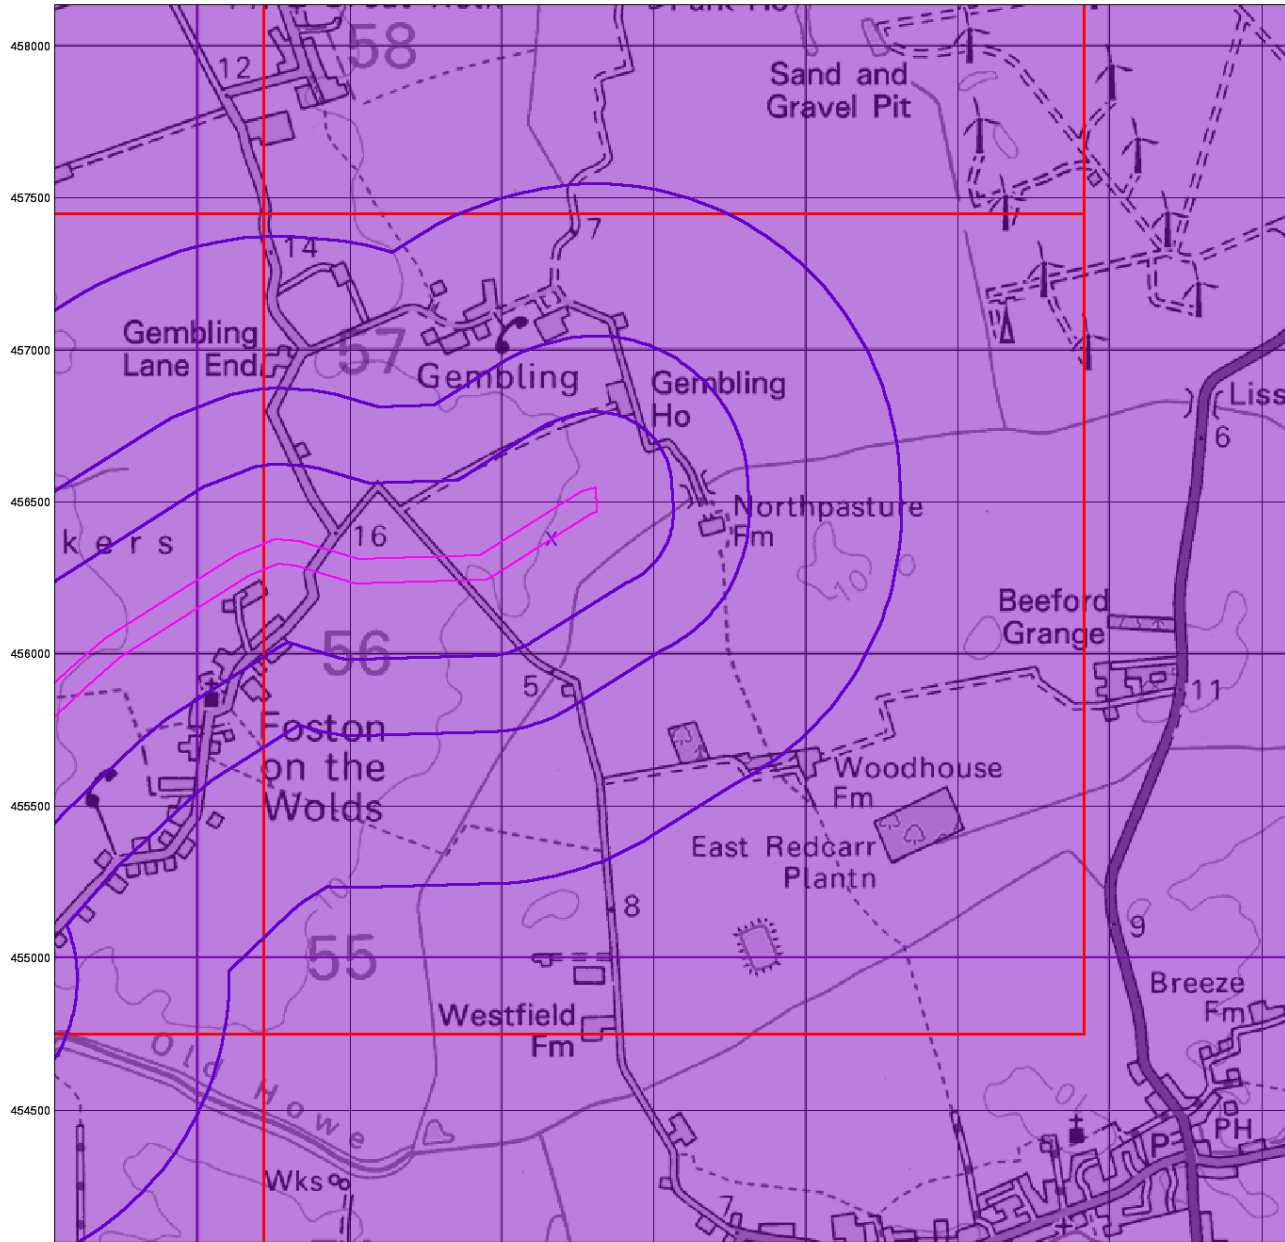 458000
58
12
Sand and
Gravel Pit
457500
7
14
Gembling
Lane End
57
457000
Gembling
Gembling
Ho
Liss
6
456500
Northpasture
Fm
kers
16
x
10
Beeford
Grange
56
456000
5
11
Foston
on the
Wolds
Woodhouse
Fm
455500
East Redcarr
Plantn
8
10
55
9
455000
Breeze
Fm
Westfield
Fm
Old Howe
454500
PH
P
Wks
7